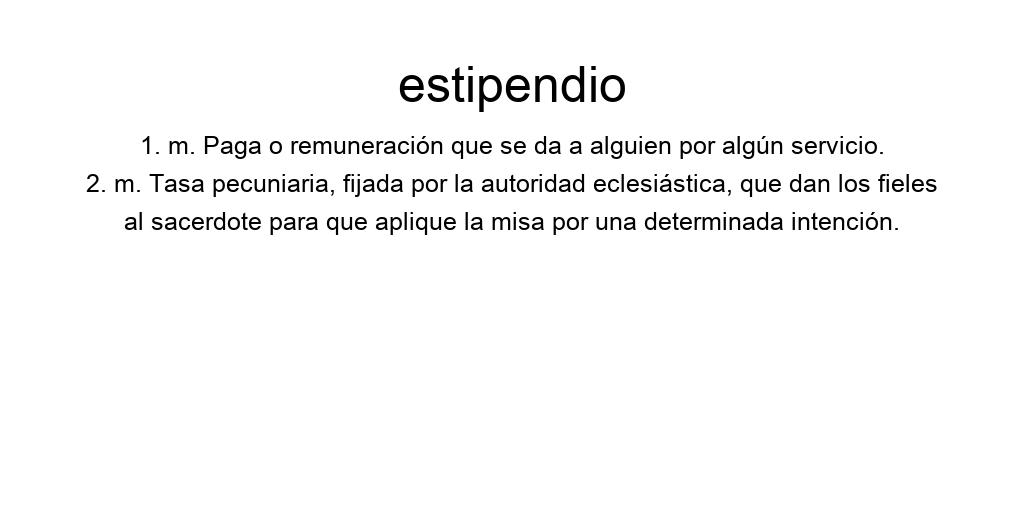 estipendio
1. m. Paga o remuneración que se da a alguien por algún servicio.
2. m. Tasa pecuniaria, fijada por la autoridad eclesiástica, que dan los fieles
al sacerdote para que aplique la misa por una determinada intención.